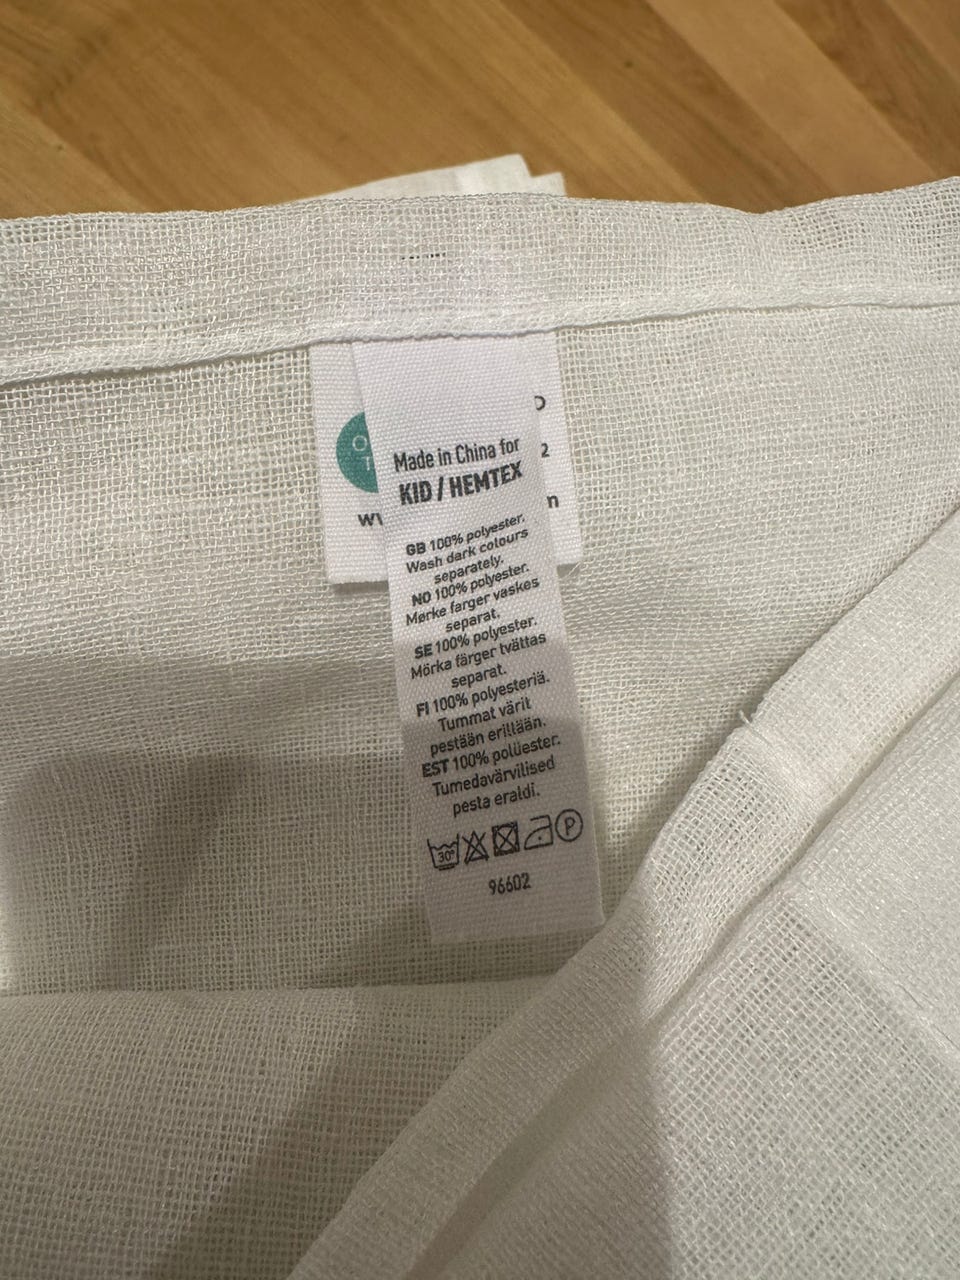 Made in China for
KID / HEMTEX
GB 100% polyester.
Wash dark colours
separately.
NO 100% polyester.
Mørke farger vaskes
separat.
SE 100% polyester.
Mörka färger tvättas
separat.
FI 100% polyesteriä.
Tummat värit
pestään erillään.
EST 100% polüester.
Tumedavärvilised
pesta eraldi.
30° P
96602